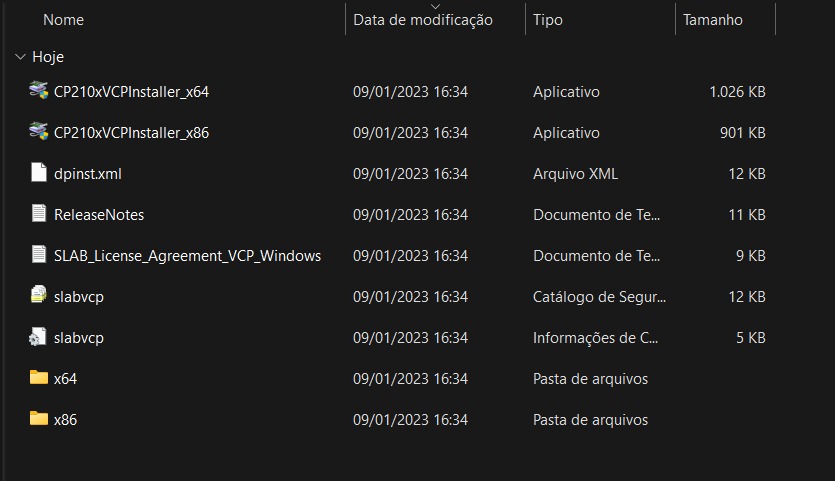 Nome Data de modificação Tipo Tamanho
Hoje
CP210xVCPInstaller_x64 09/01/2023 16:34 Aplicativo 1.026 KB
CP210xVCPInstaller_x86 09/01/2023 16:34 Aplicativo 901 KB
dpinst.xml 09/01/2023 16:34 Arquivo XML 12 KB
ReleaseNotes 09/01/2023 16:34 Documento de Te... 11 KB
SLAB_License_Agreement_VCP_Windows 09/01/2023 16:34 Documento de Te... 9 KB
slabvcp 09/01/2023 16:34 Catálogo de Segur... 12 KB
slabvcp 09/01/2023 16:34 Informações de C... 5 KB
x64 09/01/2023 16:34 Pasta de arquivos
x86 09/01/2023 16:34 Pasta de arquivos